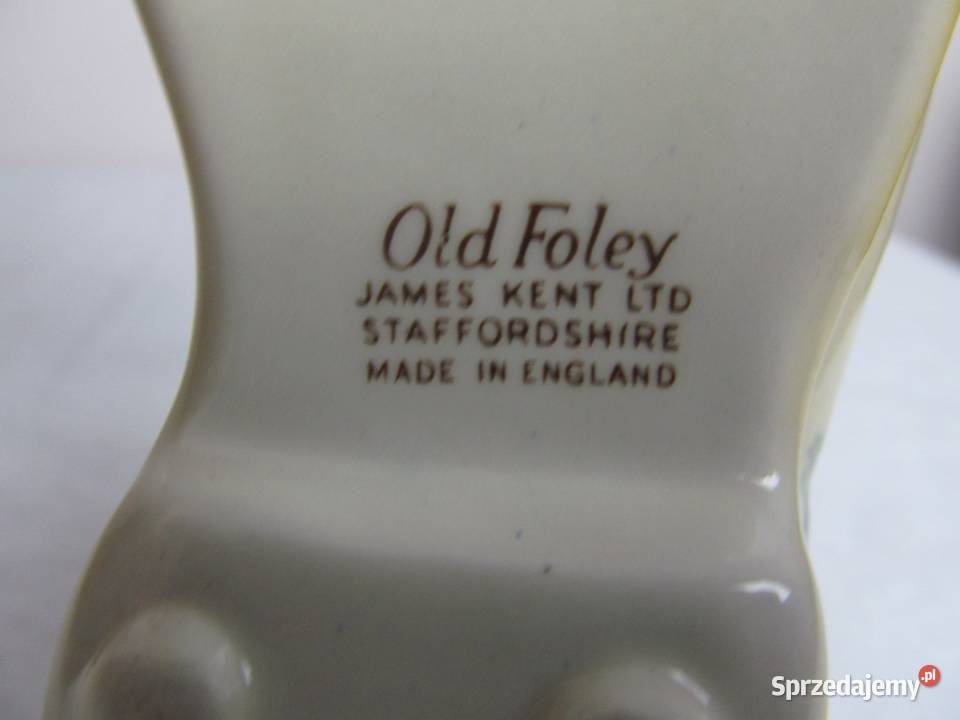 Old Foley
JAMES KENT LTD
STAFFORDSHIRE
MADE IN ENGLAND
Sprzedajemy.pl